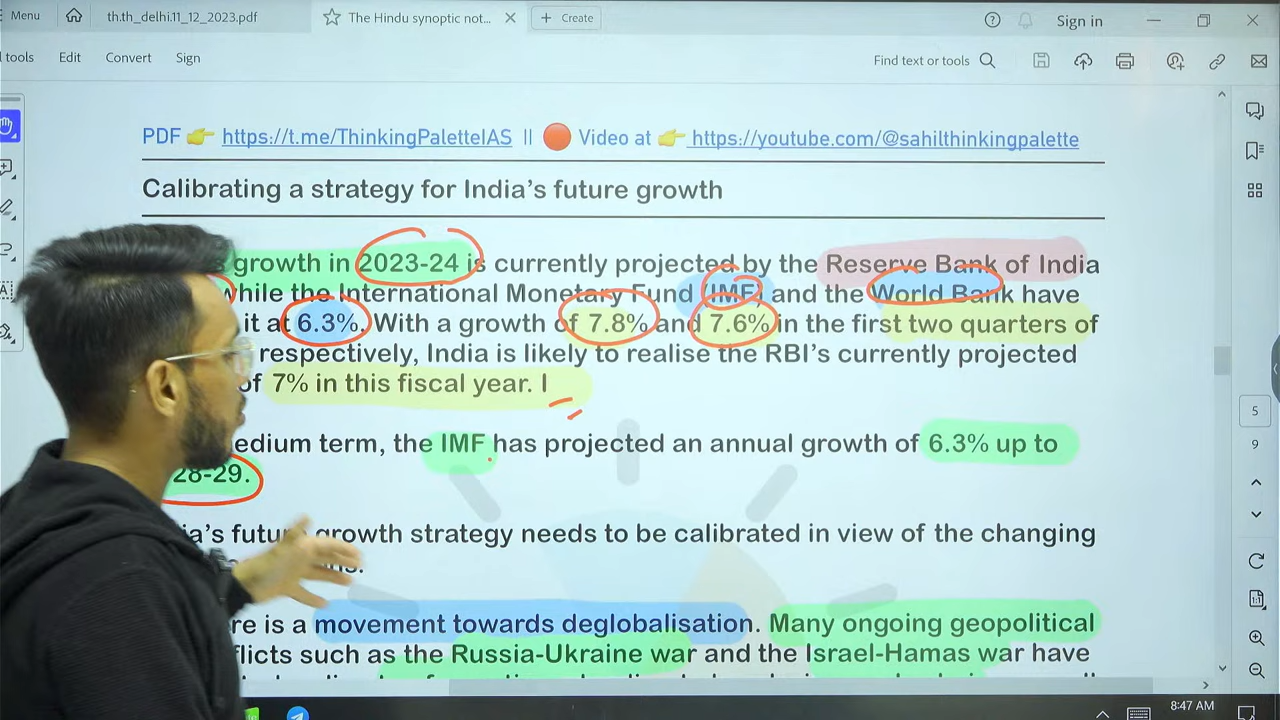 Menu th.th_delhi.11_12_2023.pdf The Hindu synoptic not... Create Sign in
tools Edit Convert Sign Find text or tools
PDF https://t.me/ThinkingPaletteIAS || Video at https://youtube.com/@sahilthinkingpalette
Calibrating a strategy for India's future growth
growth in 2023-24 is currently projected by the Reserve Bank of India
while the International Monetary Fund (IMF) and the World Bank have
it at 6.3%. With a growth of 7.8% and 7.6% in the first two quarters of
respectively, India is likely to realise the RBI's currently projected
of 7% in this fiscal year. I
edium term, the IMF has projected an annual growth of 6.3% up to
28-29.
ia's future growth strategy needs to be calibrated in view of the changing
re is a movement towards deglobalisation. Many ongoing geopolitical
flicts such as the Russia-Ukraine war and the Israel-Hamas war have
5
9
8:47 AM